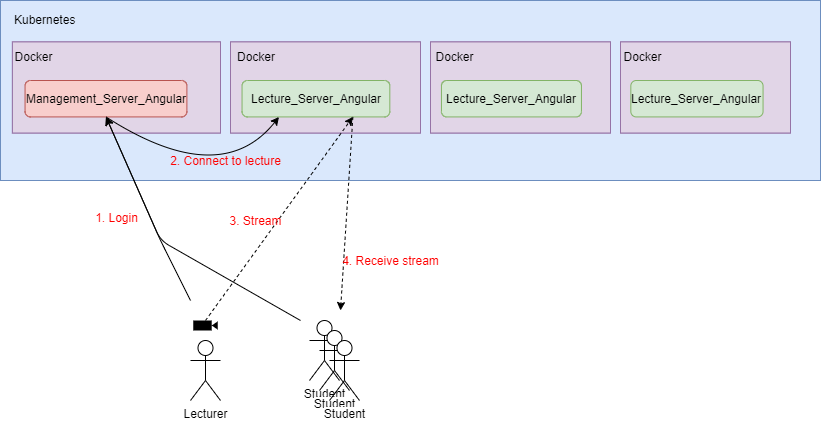 Kubernetes
Docker
Docker
Docker
Docker
Management_Server_Angular
Lecture_Server_Angular
Lecture_Server_Angular
Lecture_Server_Angular
2. Connect to lecture
1. Login
3. Stream
4. Receive stream
Student
Student
Lecturer
Student